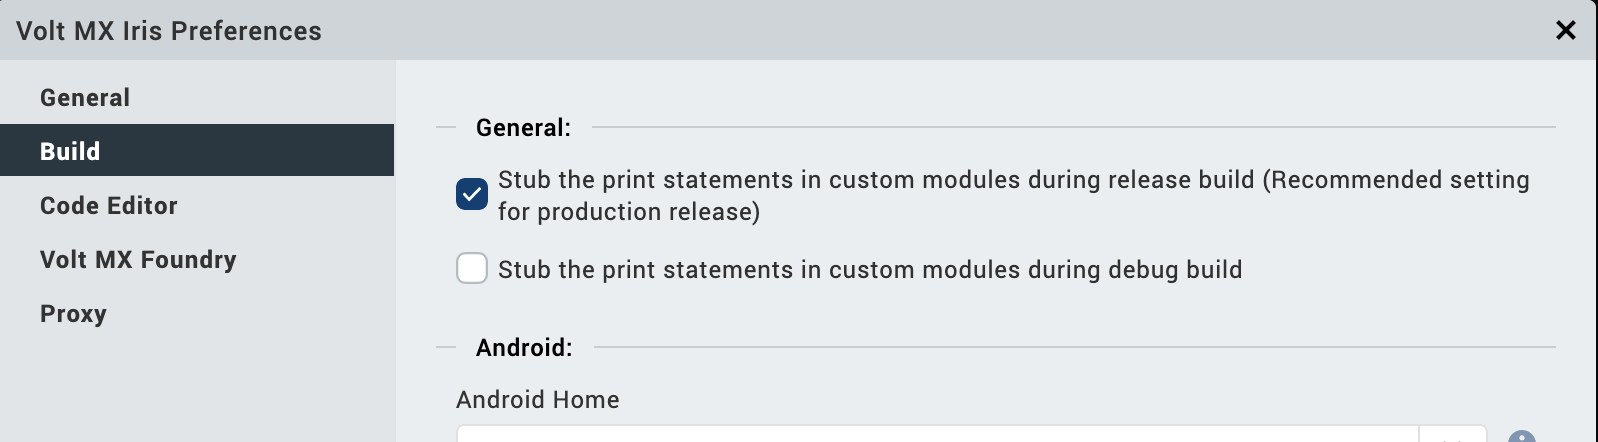 Volt MX Iris Preferences
General
Build
Code Editor
Volt MX Foundry
Proxy
General:
Stub the print statements in custom modules during release build (Recommended setting
for production release)
Stub the print statements in custom modules during debug build
Android:
Android Home